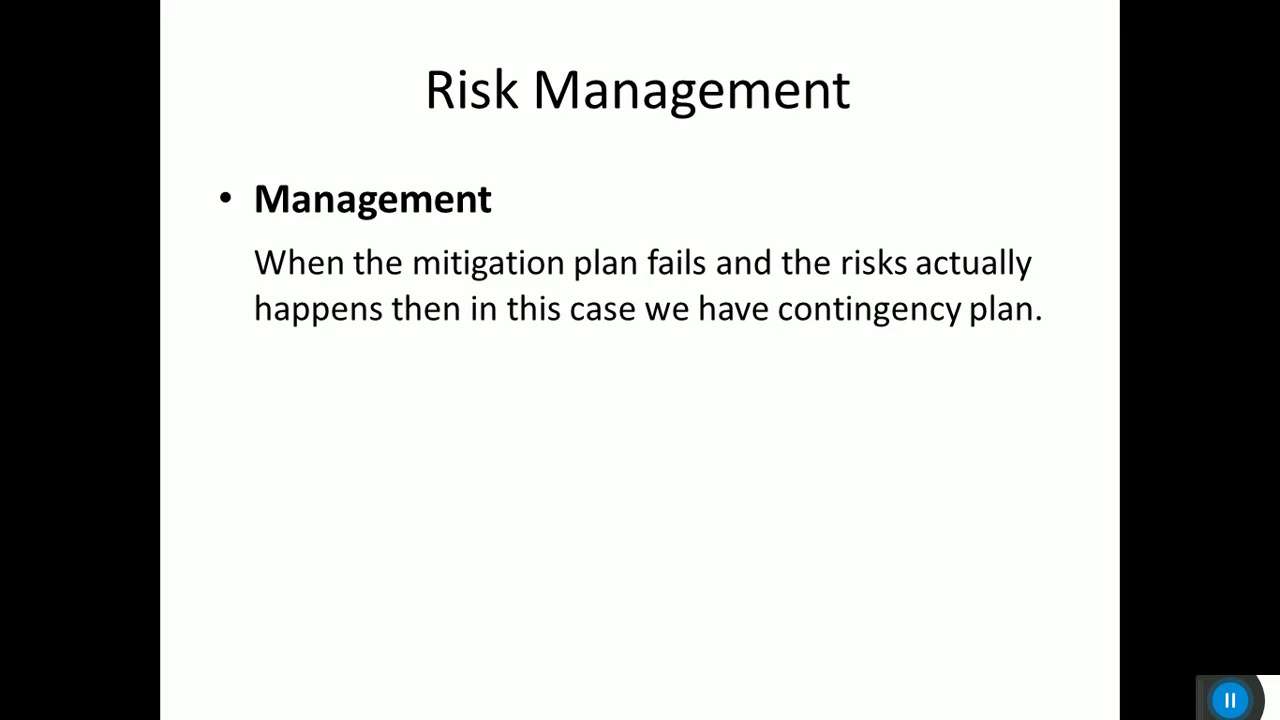 Risk Management
• Management
When the mitigation plan fails and the risks actually
happens then in this case we have contingency plan.